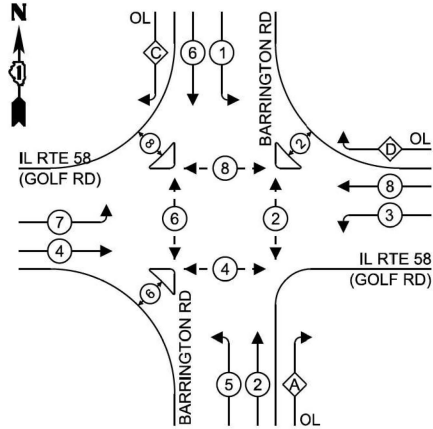 N
OL
C
6
1
BARRINGTON RD
8
2
D
OL
IL RTE 58
(GOLF RD)
8
8
3
7
4
6
2
4
IL RTE 58
(GOLF RD)
6
BARRINGTON RD
5
2
A
OL